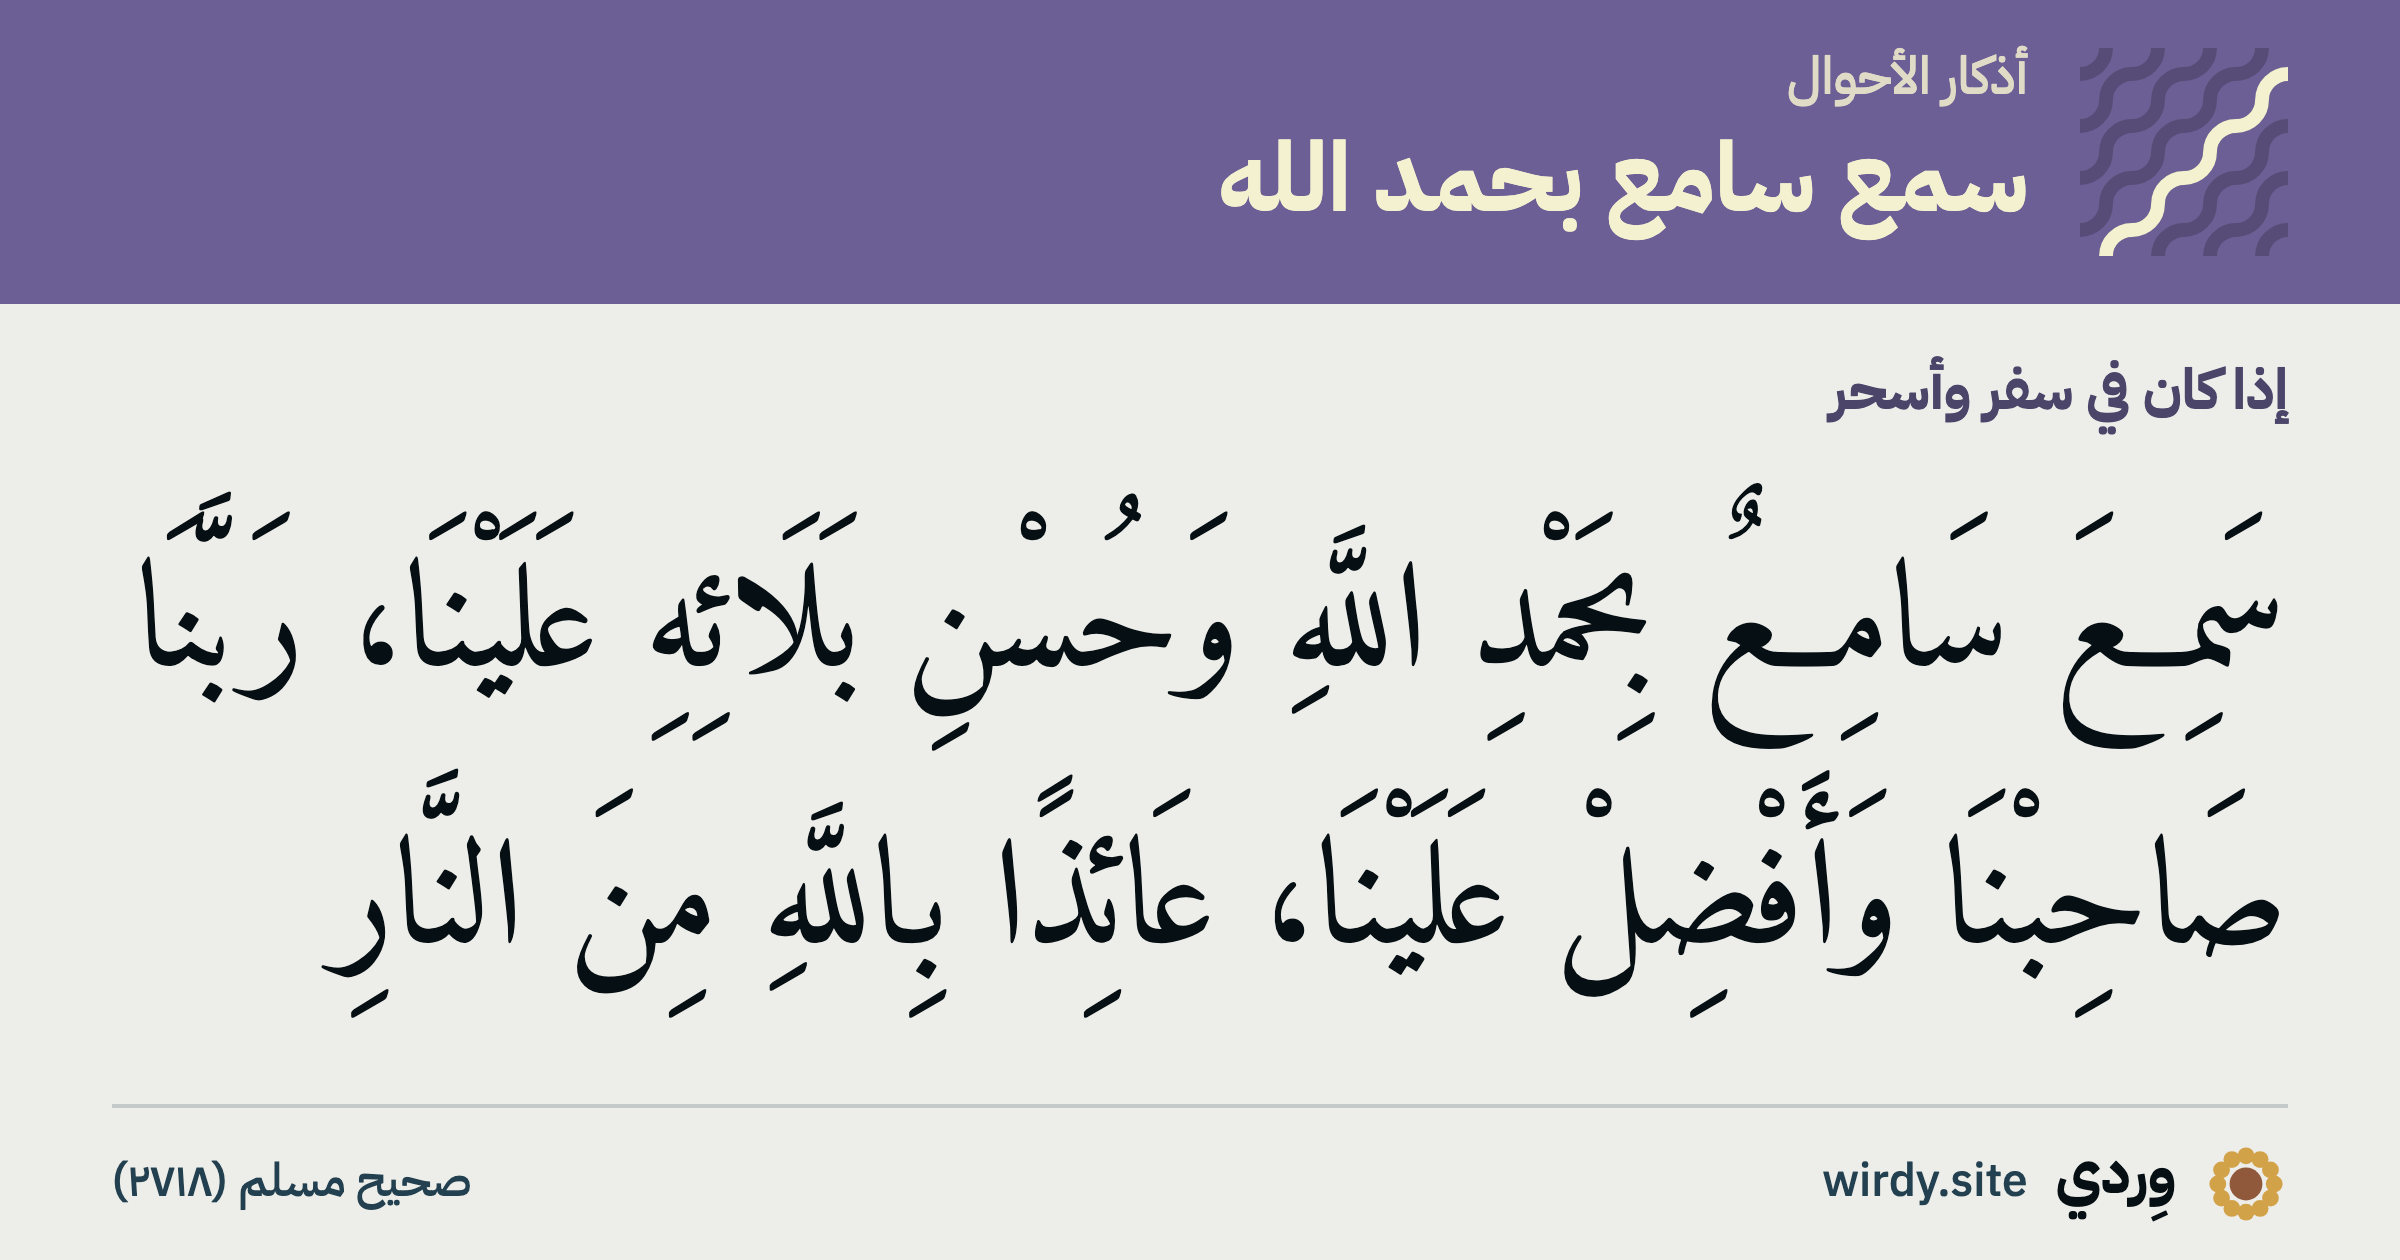 أذكار الأحوال
سمع سامع بحمد الله
إذا كان في سفر وأسحر
سَمِعَ سَامِعٌ بِحَمْدِ اللَّهِ وَحُسْنِ بَلَائِهِ عَلَيْنَا، رَبَّنَا
صَاحِبْنَا وَأَفْضِلْ عَلَيْنَا، عَائِذًا بِاللَّهِ مِنَ النَّارِ
وِردي wirdy.site
صحيح مسلم (٢٧١٨)